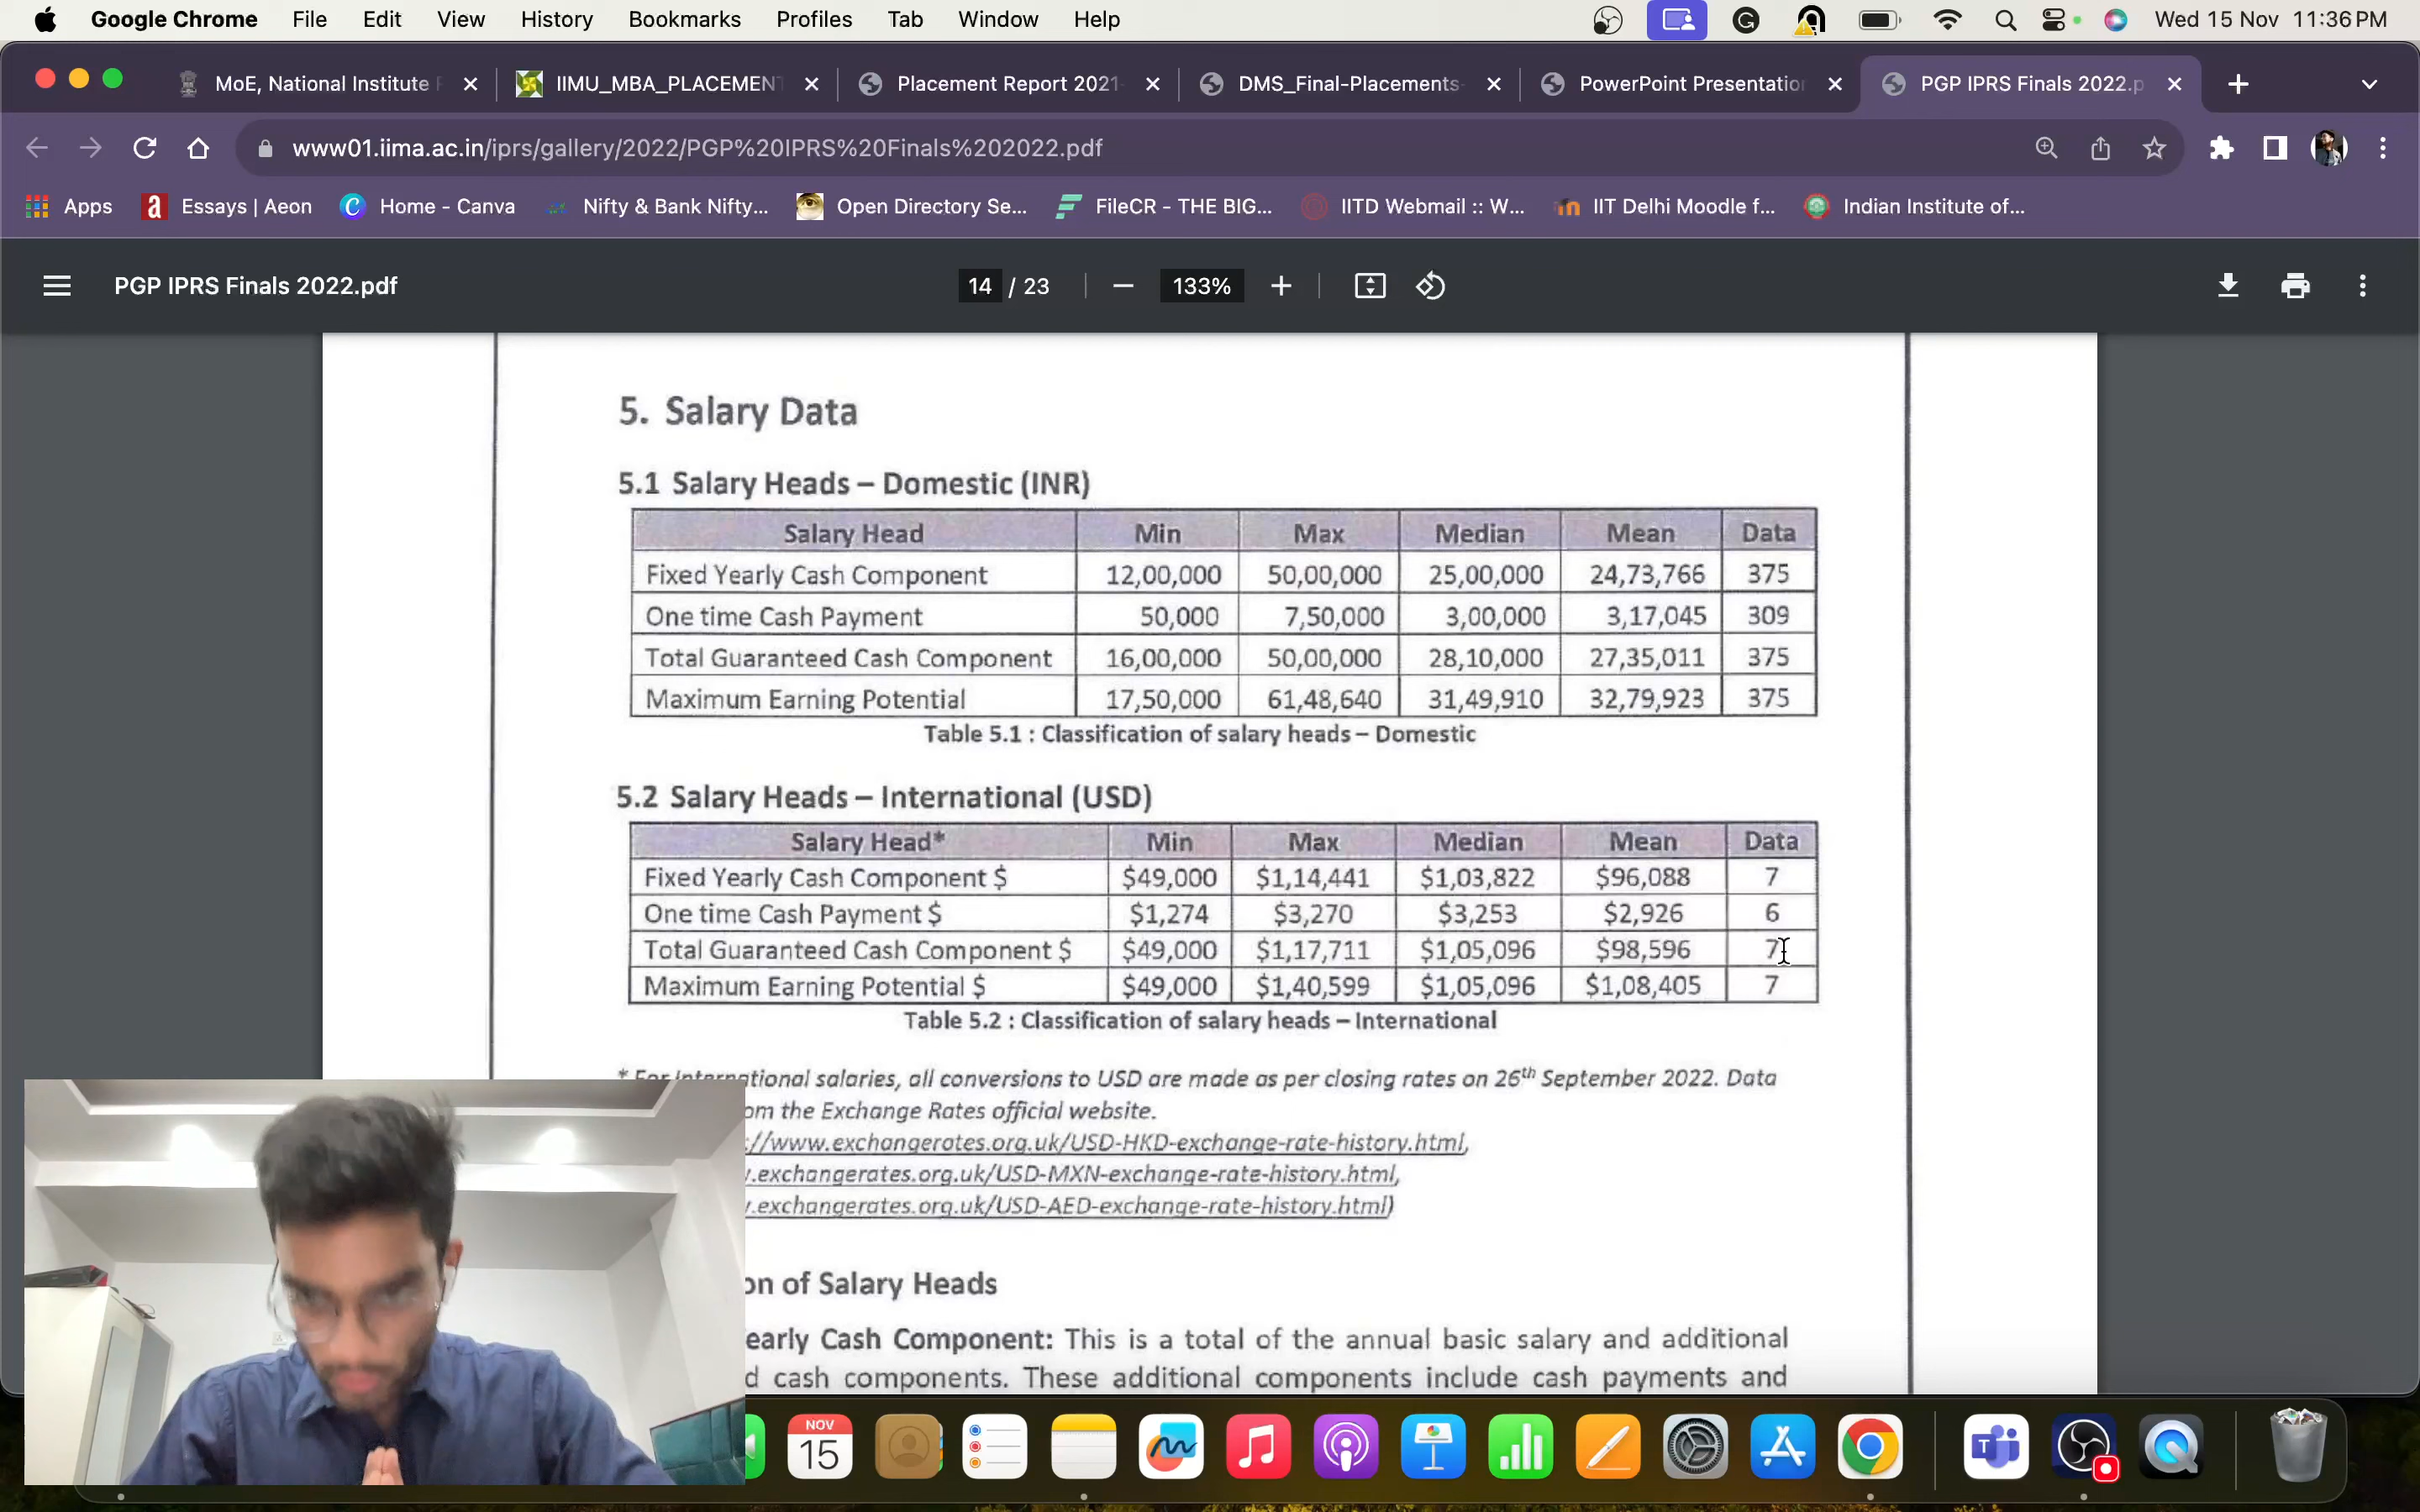 Google Chrome File Edit View History Bookmarks Profiles Tab Window Help Wed 15 Nov 11:36 PM
MoE, National Institute IIMU_MBA_PLACEMEN Placement Report 2021- DMS_Final-Placements- PowerPoint Presentation PGP IPRS Finals 2022.p
www01.iima.ac.in/iprs/gallery/2022/PGP%20IPRS%20Finals%202022.pdf
Apps Essays | Aeon Home - Canva Nifty & Bank Nifty... Open Directory Se... FileCR - THE BIG... IITD Webmail :: W... IIT Delhi Moodle f... Indian Institute of...
PGP IPRS Finals 2022.pdf 14 / 23 133%
5. Salary Data
5.1 Salary Heads – Domestic (INR)
Salary Head Min Max Median Mean Data
Fixed Yearly Cash Component 12,00,000 50,00,000 25,00,000 24,73,766 375
One time Cash Payment 50,000 7,50,000 3,00,000 3,17,045 309
Total Guaranteed Cash Component 16,00,000 50,00,000 28,10,000 27,35,011 375
Maximum Earning Potential 17,50,000 61,48,640 31,49,910 32,79,923 375
Table 5.1 : Classification of salary heads – Domestic
5.2 Salary Heads – International (USD)
Salary Head* Min Max Median Mean Data
Fixed Yearly Cash Component $ $49,000 $1,14,441 $1,03,822 $96,088 7
One time Cash Payment $ $1,274 $3,270 $3,253 $2,926 6
Total Guaranteed Cash Component $ $49,000 $1,17,711 $1,05,096 $98,596 7
Maximum Earning Potential $ $49,000 $1,40,599 $1,05,096 $1,08,405 7
Table 5.2 : Classification of salary heads – International
* For international salaries, all conversions to USD are made as per closing rates on 26th September 2022. Data
om the Exchange Rates official website.
://www.exchangerates.org.uk/USD-HKD-exchange-rate-history.html,
.exchangerates.org.uk/USD-MXN-exchange-rate-history.html,
.exchangerates.org.uk/USD-AED-exchange-rate-history.html)
on of Salary Heads
early Cash Component: This is a total of the annual basic salary and additional
d cash components. These additional components include cash payments and
NOV
15